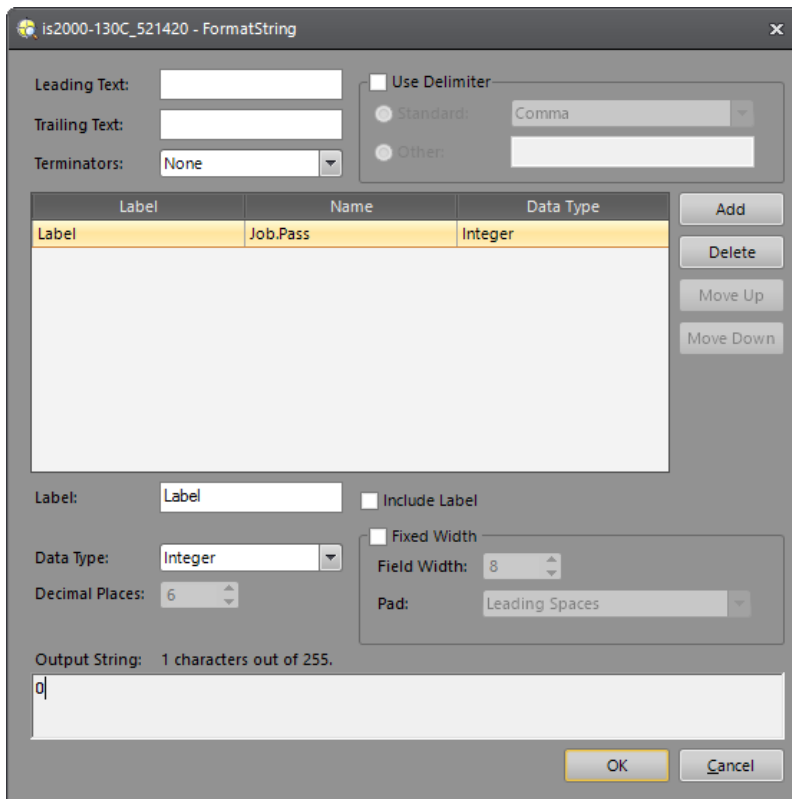 is2000-130C_521420 - FormatString
Leading Text:
Use Delimiter
Standard: Comma
Trailing Text:
Other:
Terminators: None
Label Name Data Type
Label Job.Pass Integer
Add
Delete
Move Up
Move Down
Label: Label
Include Label
Fixed Width
Data Type: Integer
Field Width: 8
Decimal Places: 6
Pad: Leading Spaces
Output String: 1 characters out of 255.
0
OK Cancel